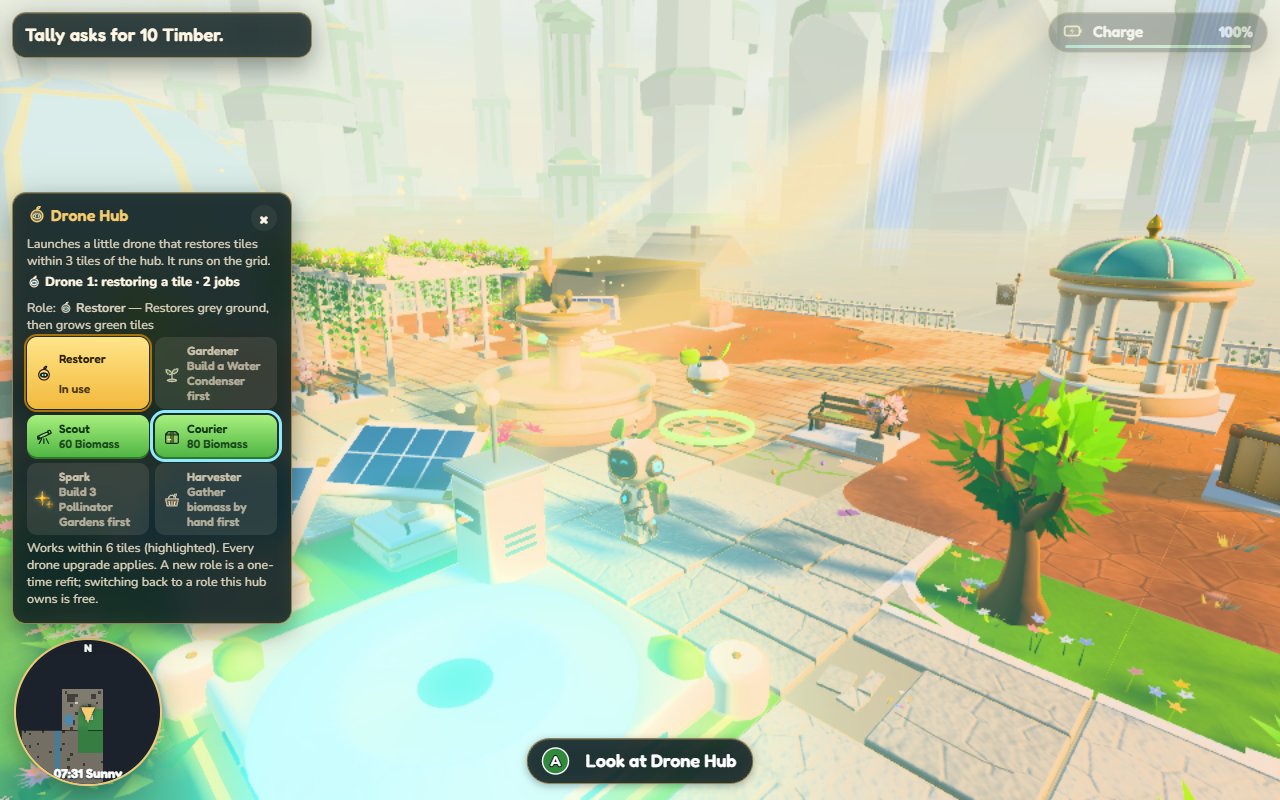 Tally asks for 10 Timber.
Charge 100%
Drone Hub
Launches a little drone that restores tiles
within 3 tiles of the hub. It runs on the grid.
Drone 1: restoring a tile · 2 jobs
Role: Restorer — Restores grey ground,
then grows green tiles
Restorer
In use
Gardener
Build a Water
Condenser
first
Scout
60 Biomass
Courier
80 Biomass
Spark
Build 3
Pollinator
Gardens first
Harvester
Gather
biomass by
hand first
Works within 6 tiles (highlighted). Every
drone upgrade applies. A new role is a one-
time refit; switching back to a role this hub
owns is free.
N
07:31 Sunny
A Look at Drone Hub